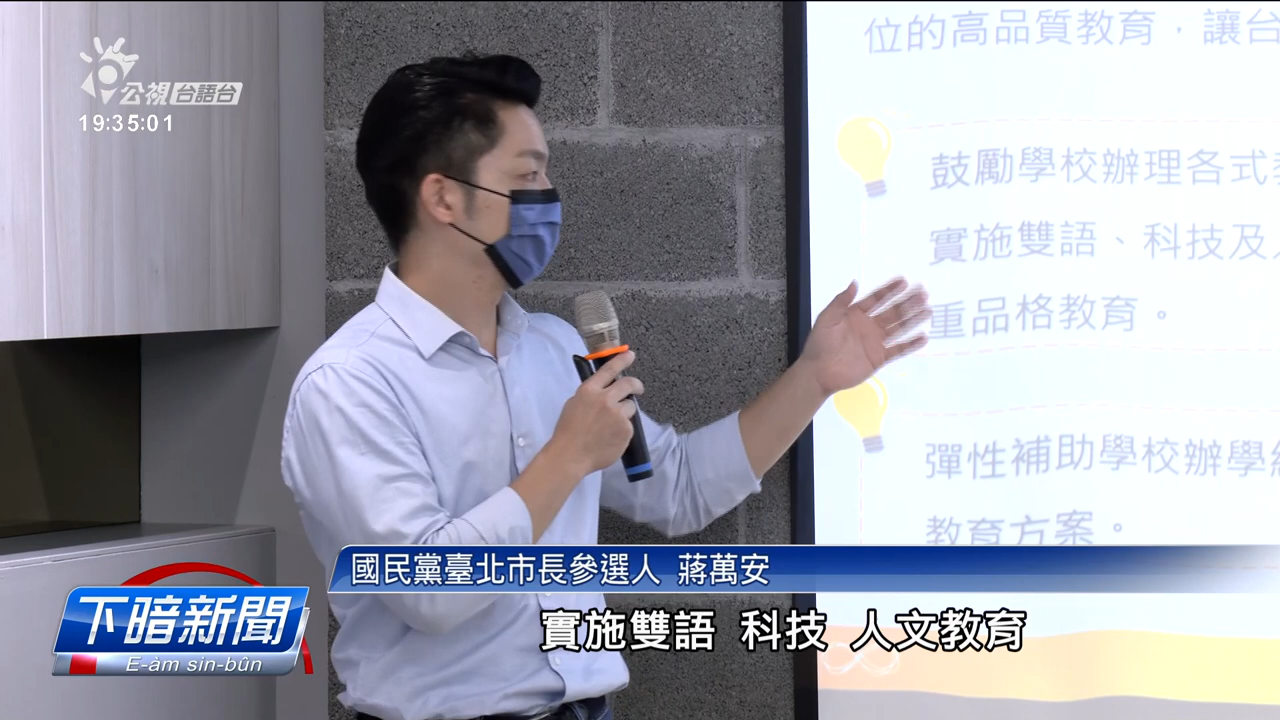 公視台語台
19:35:01
位的高品質教育，讓台
鼓勵學校辦理各式
實施雙語、科技及
重品格教育。
彈性補助學校辦學
教育方案。
國民黨臺北市長參選人 蔣萬安
下暗新聞
E-àm sin-bûn
實施雙語 科技 人文教育